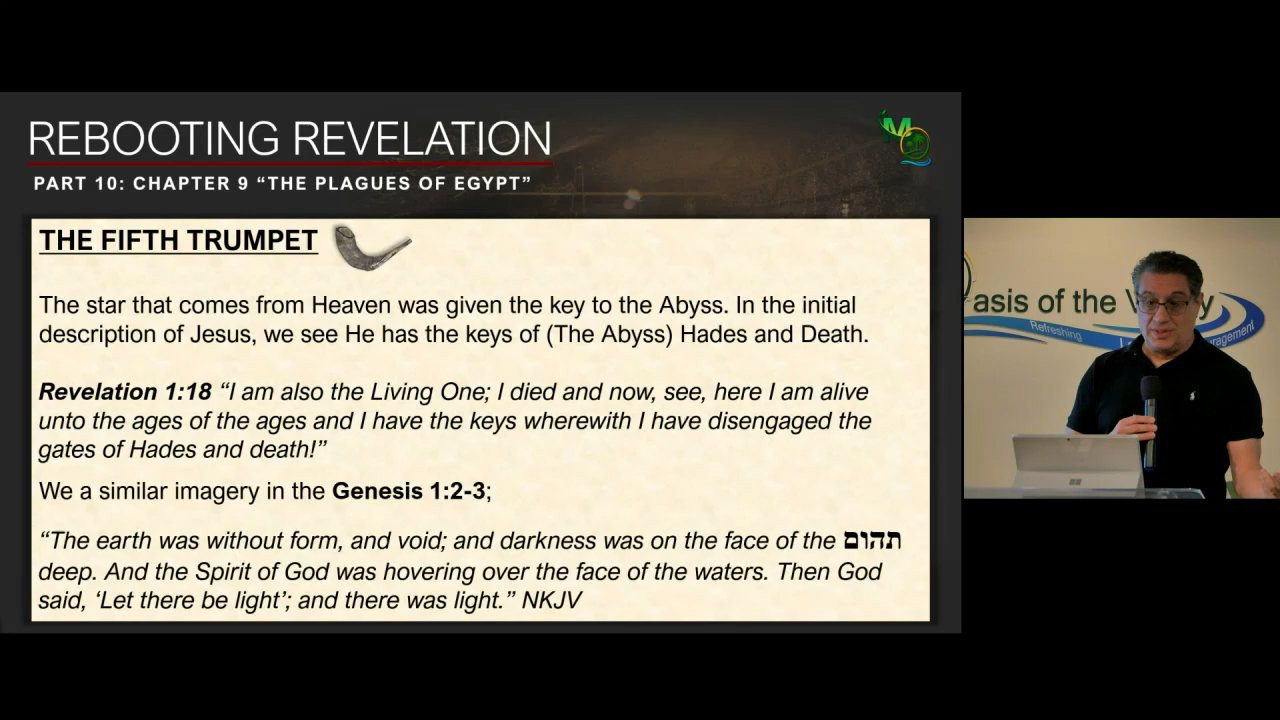 REBOOTING REVELATION
PART 10: CHAPTER 9 “THE PLAGUES OF EGYPT”
THE FIFTH TRUMPET
The star that comes from Heaven was given the key to the Abyss. In the initial
description of Jesus, we see He has the keys of (The Abyss) Hades and Death.
Revelation 1:18 “I am also the Living One; I died and now, see, here I am alive
unto the ages of the ages and I have the keys wherewith I have disengaged the
gates of Hades and death!”
We a similar imagery in the Genesis 1:2-3;
“The earth was without form, and void; and darkness was on the face of the תהום
deep. And the Spirit of God was hovering over the face of the waters. Then God
said, ‘Let there be light’; and there was light.” NKJV
asis of the V y
Refreshing